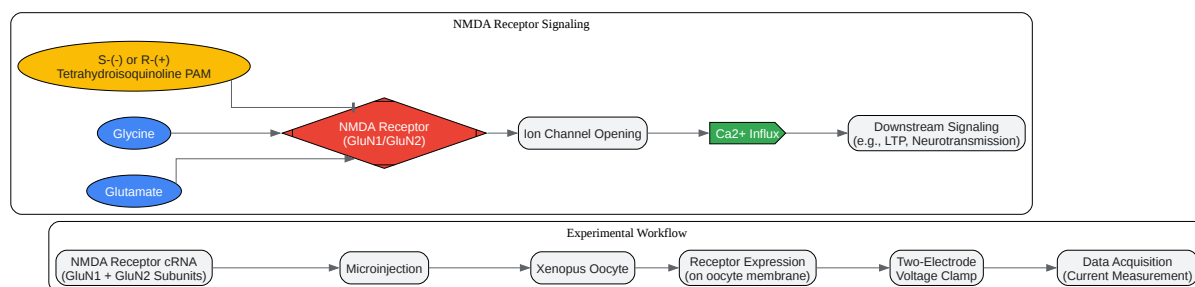 NMDA Receptor Signaling
S-(-) or R-(+)
Tetrahydroisoquinoline PAM
Glycine
Glutamate
NMDA Receptor
(GluN1/GluN2)
Ion Channel Opening
Ca2+ Influx
Downstream Signaling
(e.g., LTP, Neurotransmission)
Experimental Workflow
NMDA Receptor cRNA
(GluN1 + GluN2 Subunits)
Microinjection
Xenopus Oocyte
Receptor Expression
(on oocyte membrane)
Two-Electrode
Voltage Clamp
Data Acquisition
(Current Measurement)